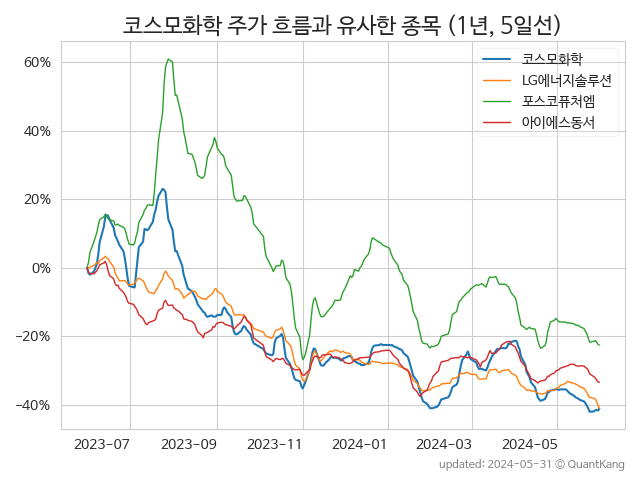 코스모화학 주가 흐름과 유사한 종목 (1년, 5일선)
코스모화학
LG에너지솔루션
포스코퓨처엠
아이에스동서
60%
40%
20%
0%
−20%
−40%
2023-07 2023-09 2023-11 2024-01 2024-03 2024-05
updated: 2024-05-31 © QuantKang